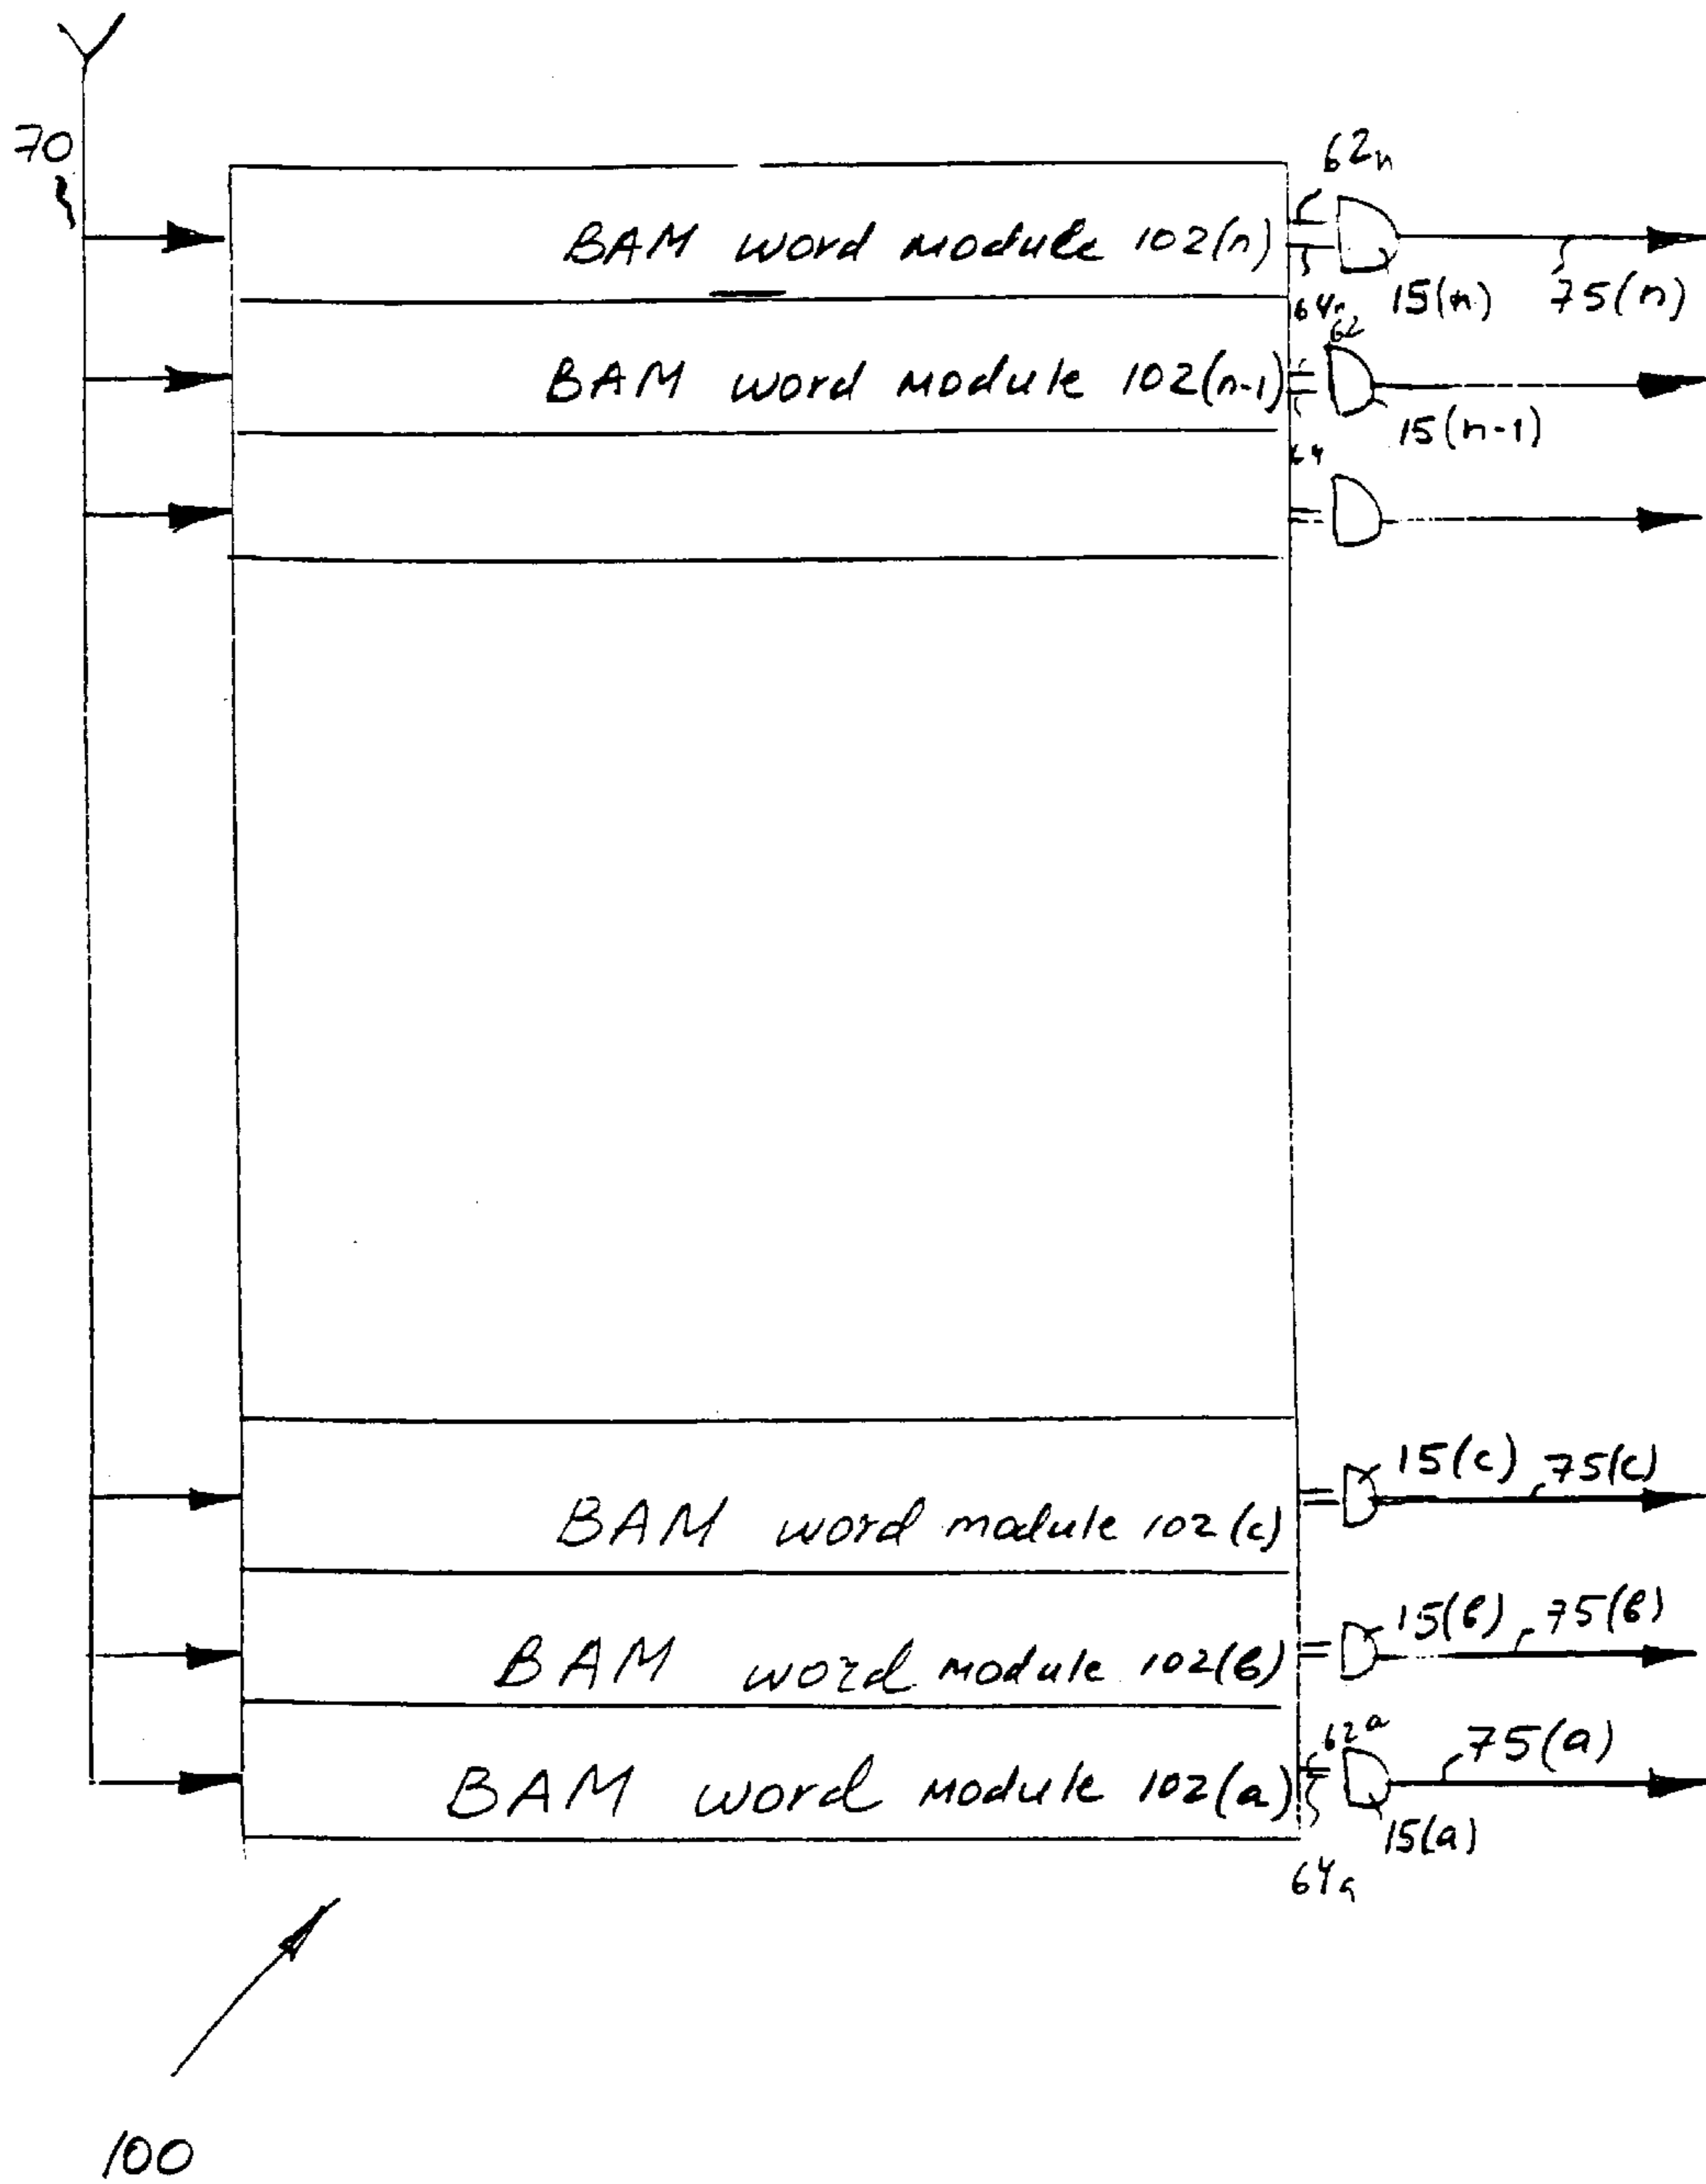 70
62n
BAM word module 102(n)
64n
15(n)
75(n)
62
BAM word module 102(n-1)
15(n-1)
64
15(c)
75(c)
BAM word module 102(c)
15(b)
75(b)
BAM word module 102(b)
62a
75(a)
BAM word module 102(a)
15(a)
64a
100